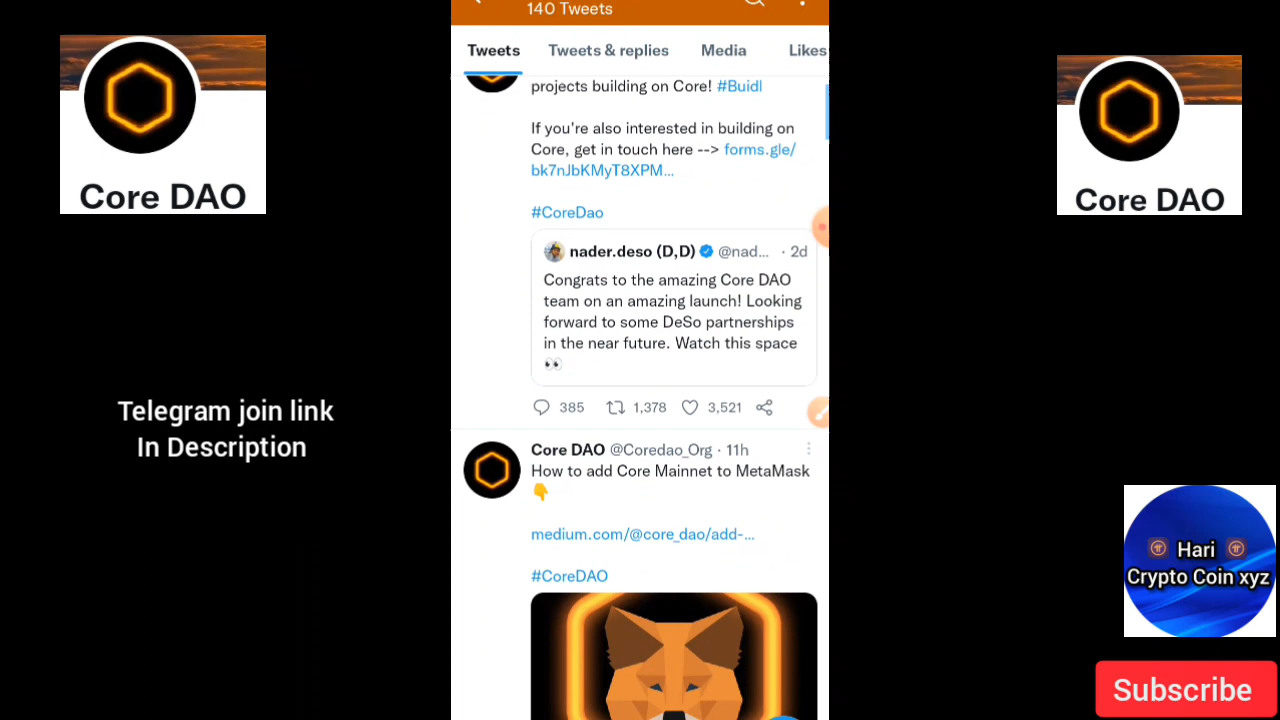 Core DAO
Telegram join link
In Description
140 Tweets
Tweets
Tweets & replies
Media
Likes
projects building on Core! #Buidl
If you're also interested in building on
Core, get in touch here --> forms.gle/
bk7nJbKMyT8XPM...
#CoreDao
nader.deso (D,D) @nad... · 2d
Congrats to the amazing Core DAO
team on an amazing launch! Looking
forward to some DeSo partnerships
in the near future. Watch this space
👀
385 1,378 3,521
Core DAO @Coredao_Org · 11h
How to add Core Mainnet to MetaMask
👇
medium.com/@core_dao/add-...
#CoreDAO
Core DAO
Hari
Crypto Coin xyz
Subscribe